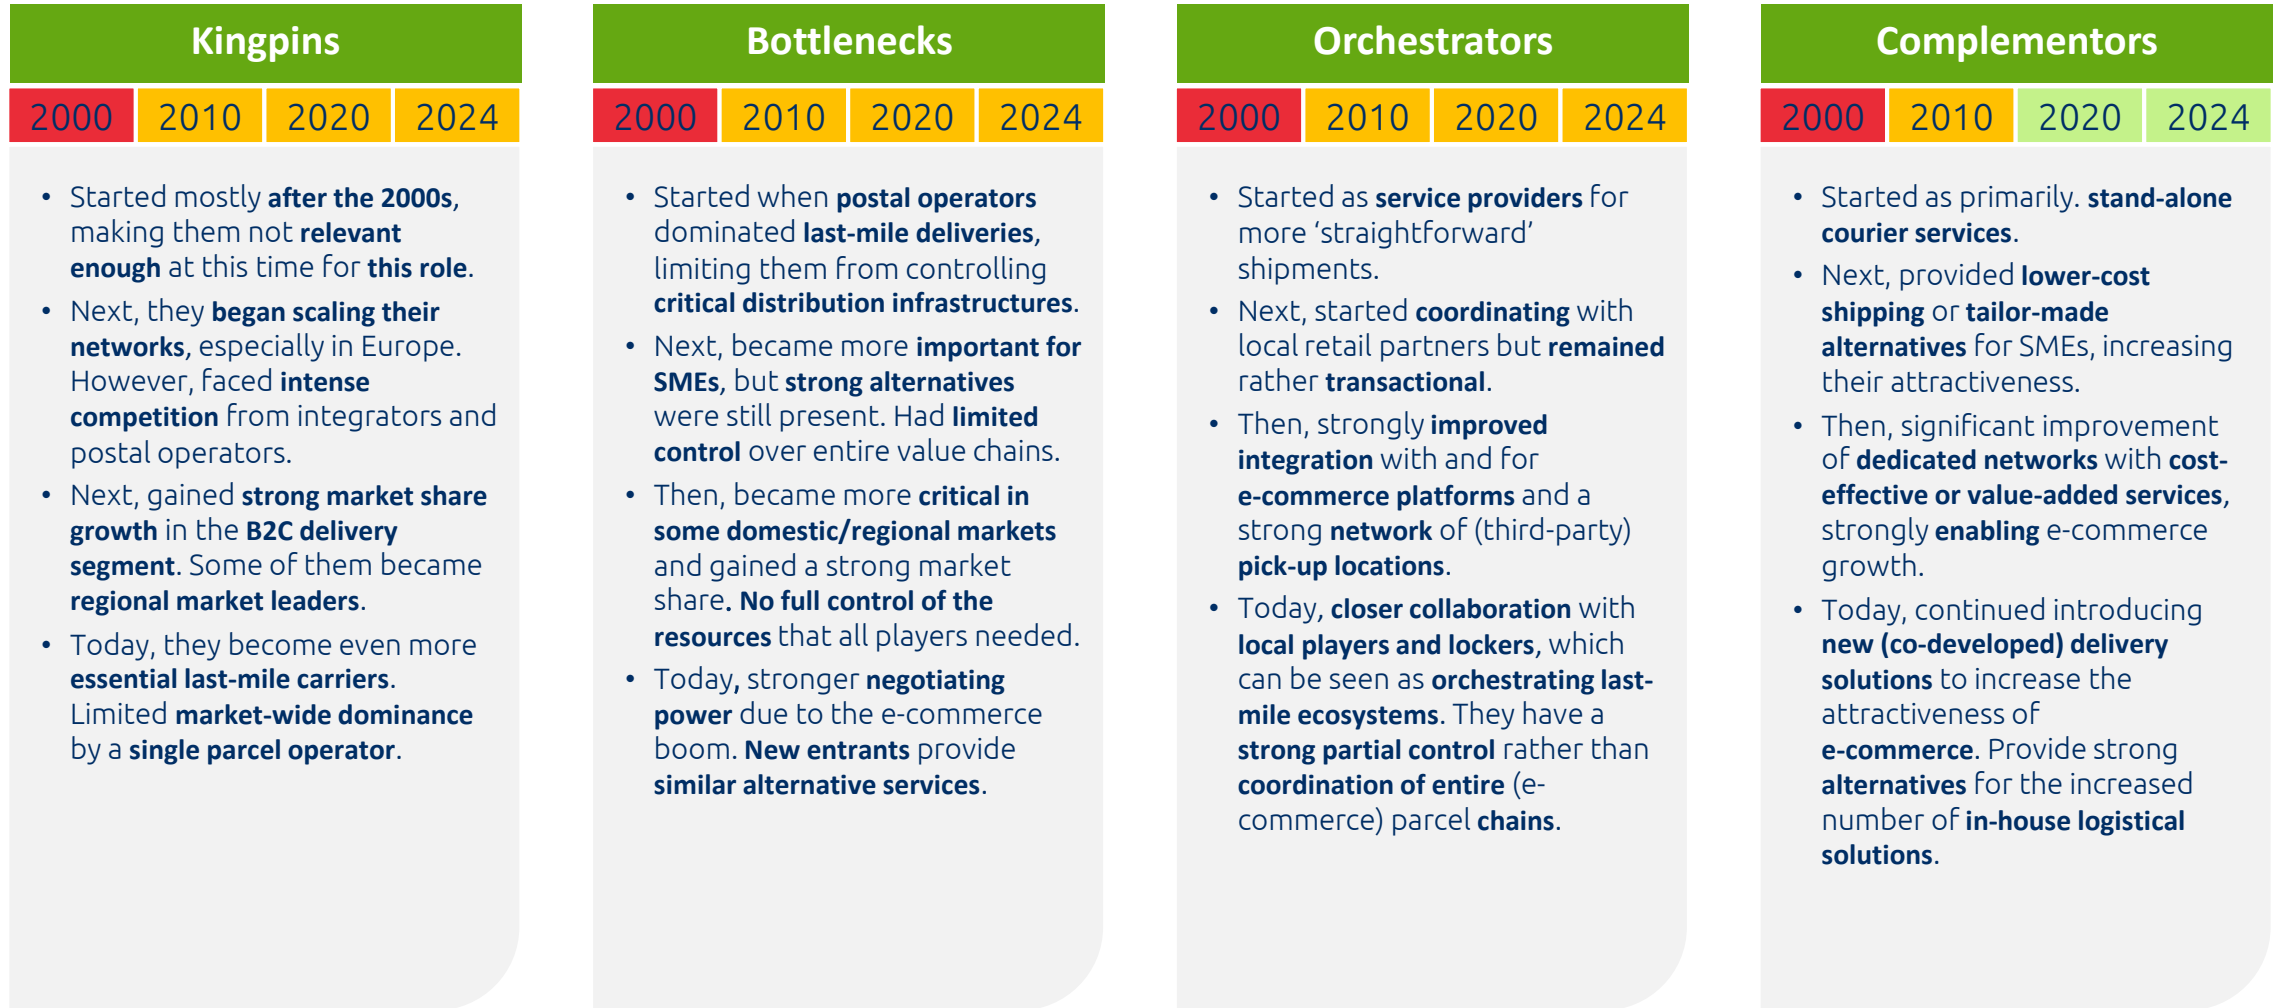 Kingpins
2000 2010 2020 2024
• Started mostly after the 2000s,
making them not relevant
enough at this time for this role.
• Next, they began scaling their
networks, especially in Europe.
However, faced intense
competition from integrators and
postal operators.
• Next, gained strong market share
growth in the B2C delivery
segment. Some of them became
regional market leaders.
• Today, they become even more
essential last-mile carriers.
Limited market-wide dominance
by a single parcel operator.
Bottlenecks
2000 2010 2020 2024
• Started when postal operators
dominated last-mile deliveries,
limiting them from controlling
critical distribution infrastructures.
• Next, became more important for
SMEs, but strong alternatives
were still present. Had limited
control over entire value chains.
• Then, became more critical in
some domestic/regional markets
and gained a strong market
share. No full control of the
resources that all players needed.
• Today, stronger negotiating
power due to the e-commerce
boom. New entrants provide
similar alternative services.
Orchestrators
2000 2010 2020 2024
• Started as service providers for
more ‘straightforward’
shipments.
• Next, started coordinating with
local retail partners but remained
rather transactional.
• Then, strongly improved
integration with and for
e-commerce platforms and a
strong network of (third-party)
pick-up locations.
• Today, closer collaboration with
local players and lockers, which
can be seen as orchestrating last-
mile ecosystems. They have a
strong partial control rather than
coordination of entire (e-
commerce) parcel chains.
Complementors
2000 2010 2020 2024
• Started as primarily. stand-alone
courier services.
• Next, provided lower-cost
shipping or tailor-made
alternatives for SMEs, increasing
their attractiveness.
• Then, significant improvement
of dedicated networks with cost-
effective or value-added services,
strongly enabling e-commerce
growth.
• Today, continued introducing
new (co-developed) delivery
solutions to increase the
attractiveness of
e-commerce. Provide strong
alternatives for the increased
number of in-house logistical
solutions.